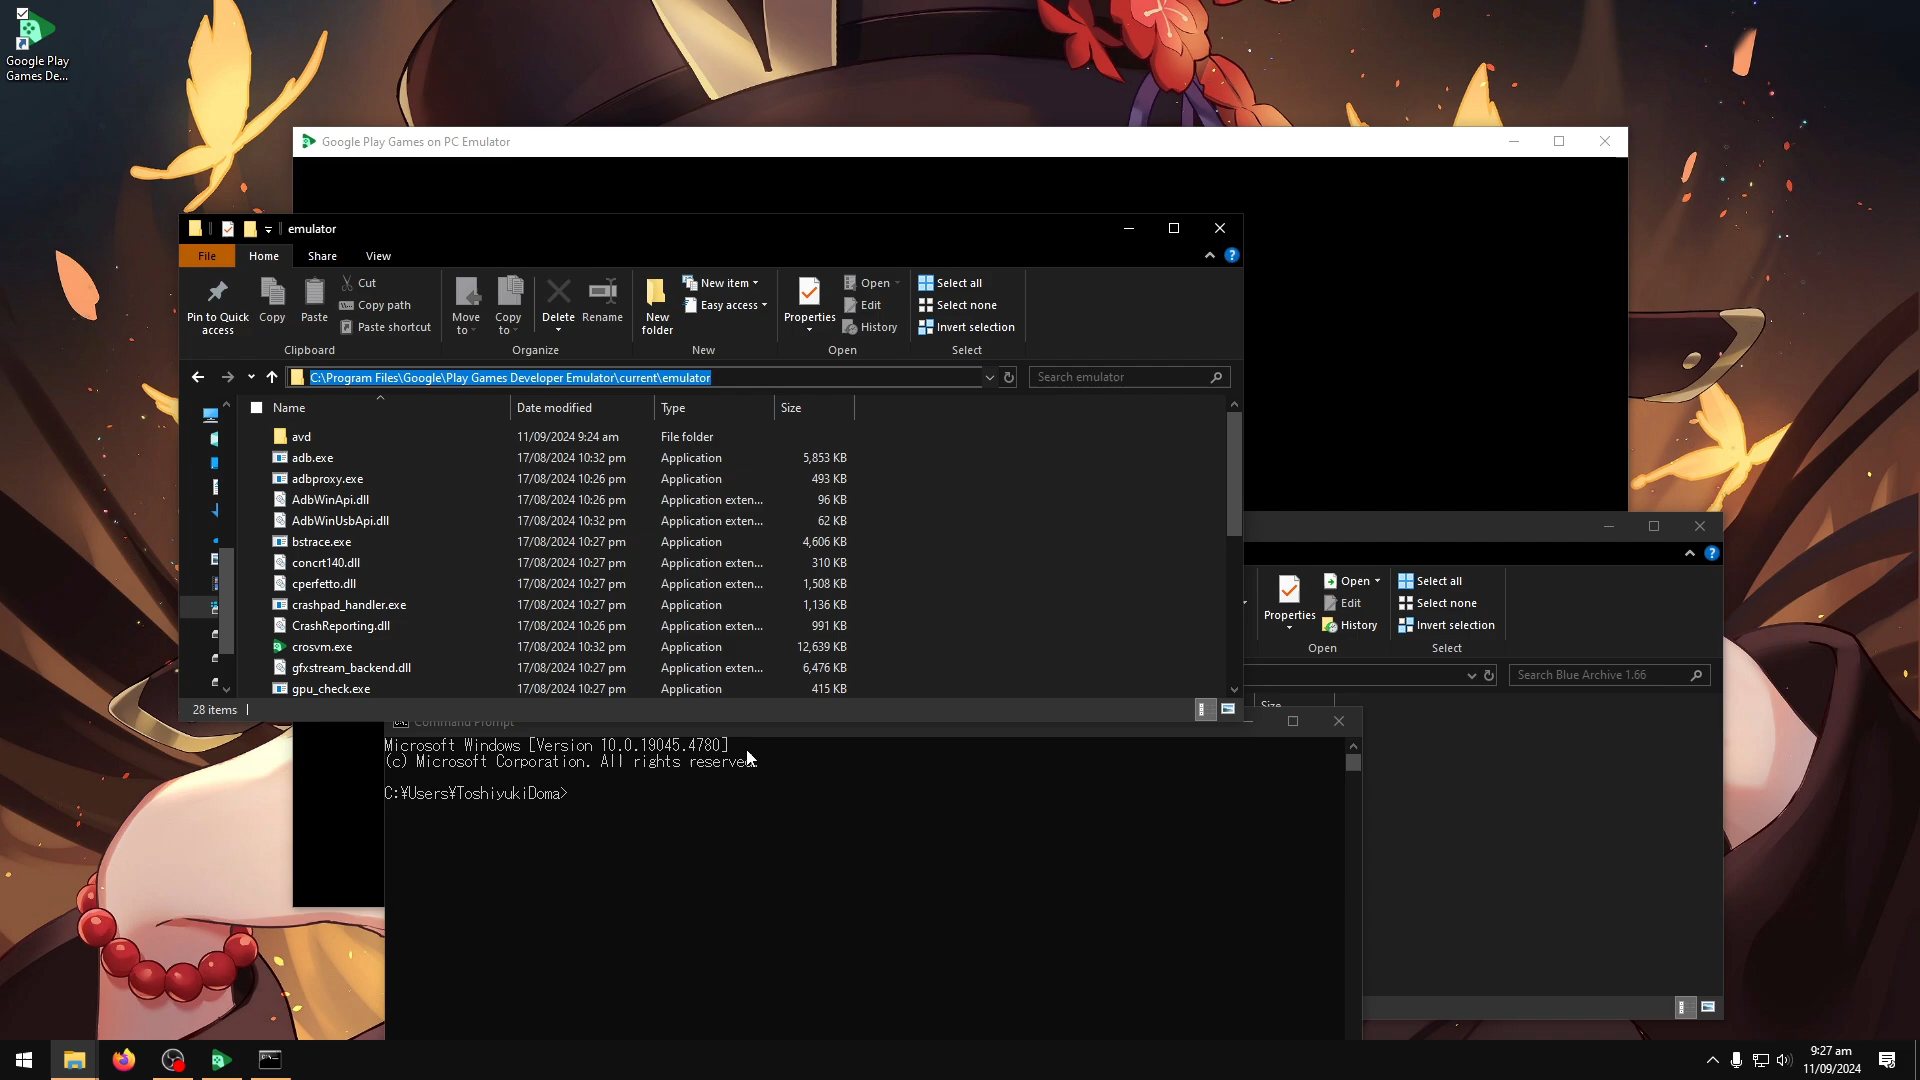 Google Play
Games De...
Google Play Games on PC Emulator
emulator
File Home Share View
Pin to Quick
access
Copy
Paste
Cut
Copy path
Paste shortcut
Clipboard
Move
to
Copy
to
Delete
Rename
Organize
New
folder
New item
Easy access
New
Properties
Open
Edit
History
Open
Select all
Select none
Invert selection
Select
C:\Program Files\Google\Play Games Developer Emulator\current\emulator
Search emulator
Name Date modified Type Size
avd 11/09/2024 9:24 am File folder
adb.exe 17/08/2024 10:32 pm Application 5,853 KB
adbproxy.exe 17/08/2024 10:26 pm Application 493 KB
AdbWinApi.dll 17/08/2024 10:26 pm Application exten... 96 KB
AdbWinUsbApi.dll 17/08/2024 10:32 pm Application exten... 62 KB
bstrace.exe 17/08/2024 10:27 pm Application 4,606 KB
concrt140.dll 17/08/2024 10:27 pm Application exten... 310 KB
cperfetto.dll 17/08/2024 10:27 pm Application exten... 1,508 KB
crashpad_handler.exe 17/08/2024 10:27 pm Application 1,136 KB
CrashReporting.dll 17/08/2024 10:26 pm Application exten... 991 KB
crosvm.exe 17/08/2024 10:32 pm Application 12,639 KB
gfxstream_backend.dll 17/08/2024 10:27 pm Application exten... 6,476 KB
gpu_check.exe 17/08/2024 10:27 pm Application 415 KB
28 items
Properties
Open
Edit
History
Open
Select all
Select none
Invert selection
Select
Search Blue Archive 1.66
Size
Command Prompt
Microsoft Windows [Version 10.0.19045.4780]
(c) Microsoft Corporation. All rights reserved.
C:¥Users¥ToshiyukiDoma>
9:27 am
11/09/2024